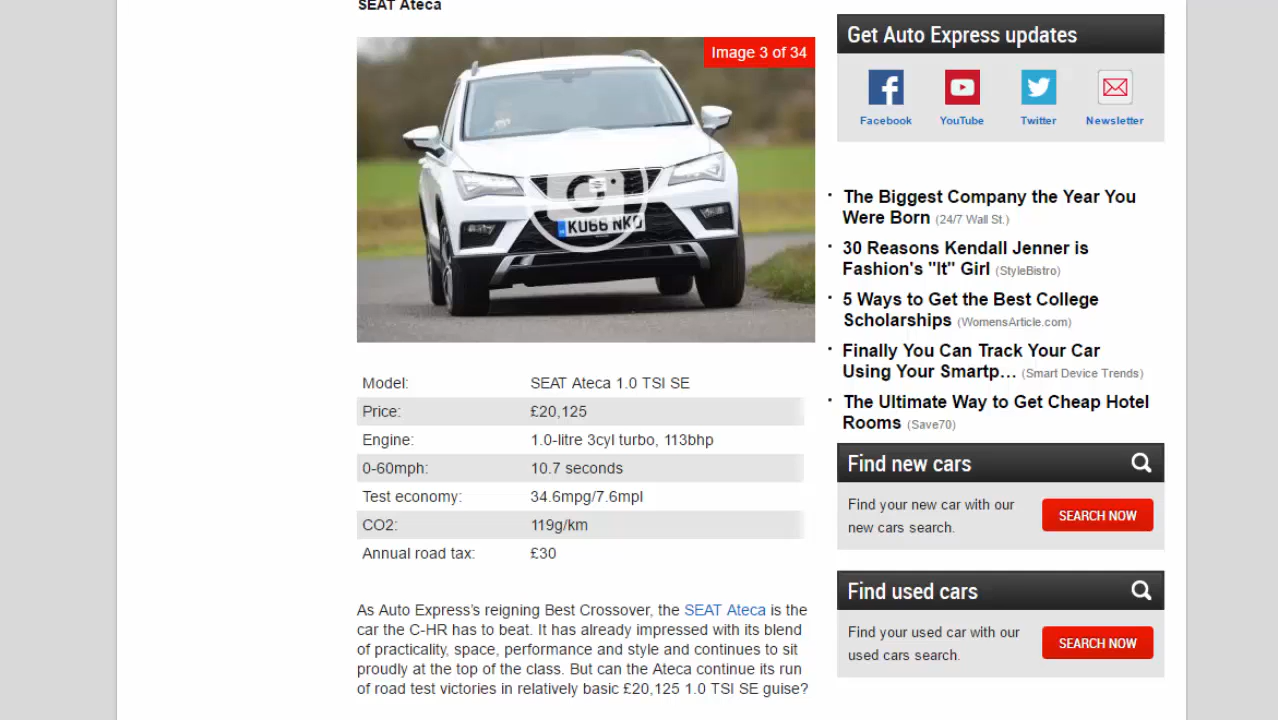 SEAT Ateca
Image 3 of 34
KU66 NKO
Model: SEAT Ateca 1.0 TSI SE
Price: £20,125
Engine: 1.0-litre 3cyl turbo, 113bhp
0-60mph: 10.7 seconds
Test economy: 34.6mpg/7.6mpl
CO2: 119g/km
Annual road tax: £30
As Auto Express’s reigning Best Crossover, the SEAT Ateca is the
car the C-HR has to beat. It has already impressed with its blend
of practicality, space, performance and style and continues to sit
proudly at the top of the class. But can the Ateca continue its run
of road test victories in relatively basic £20,125 1.0 TSI SE guise?
Get Auto Express updates
Facebook YouTube Twitter Newsletter
The Biggest Company the Year You
Were Born (24/7 Wall St.)
30 Reasons Kendall Jenner is
Fashion's "It" Girl (StyleBistro)
5 Ways to Get the Best College
Scholarships (WomensArticle.com)
Finally You Can Track Your Car
Using Your Smartp… (Smart Device Trends)
The Ultimate Way to Get Cheap Hotel
Rooms (Save70)
Find new cars
Find your new car with our
new cars search.
SEARCH NOW
Find used cars
Find your used car with our
used cars search.
SEARCH NOW